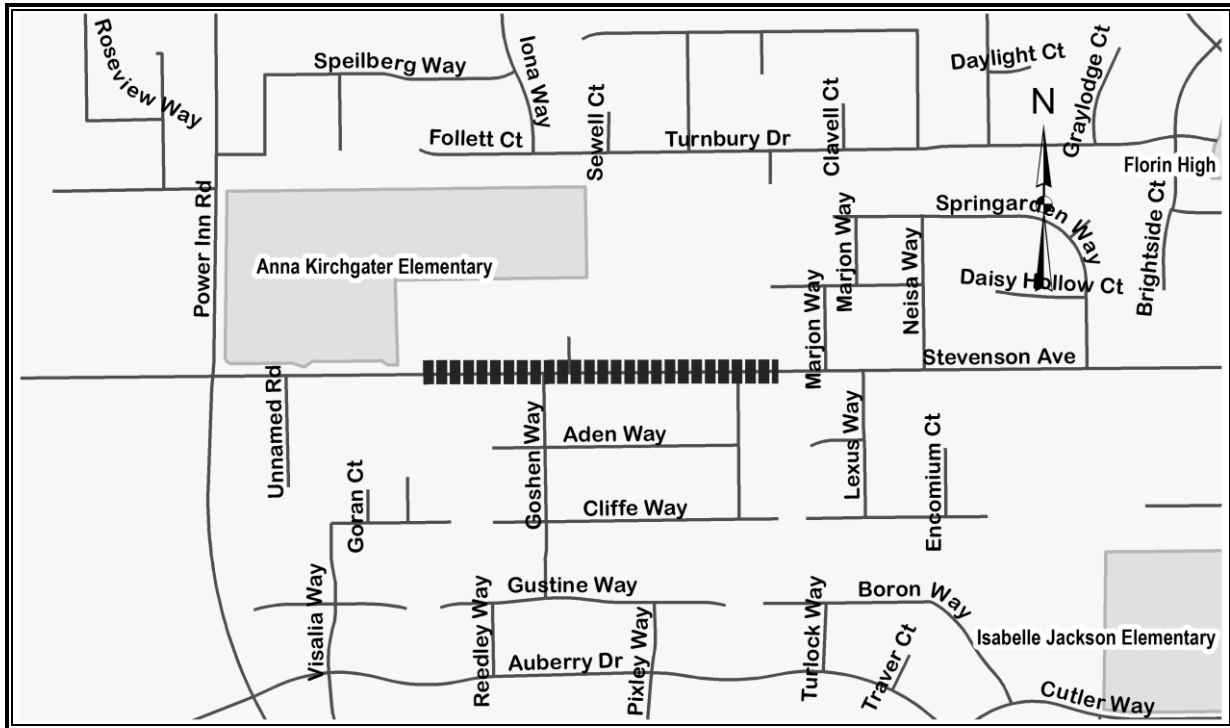 Roseview Way
Speilberg Way
Iona Way
Daylight Ct
Graylodge Ct
N
Follett Ct
Sewell Ct
Turnbury Dr
Clavell Ct
Florin High
Power Inn Rd
Anna Kirchgater Elementary
Marjon Way
Springarden Way
Brightside Ct
Neisa Way
Daisy Hollow Ct
Marjon Way
Stevenson Ave
Unnamed Rd
Goshen Way
Aden Way
Lexus Way
Encomium Ct
Goran Ct
Cliffe Way
Visalia Way
Reedley Way
Gustine Way
Pixley Way
Turlock Way
Boron Way
Isabelle Jackson Elementary
Auberry Dr
Traver Ct
Cutler Way